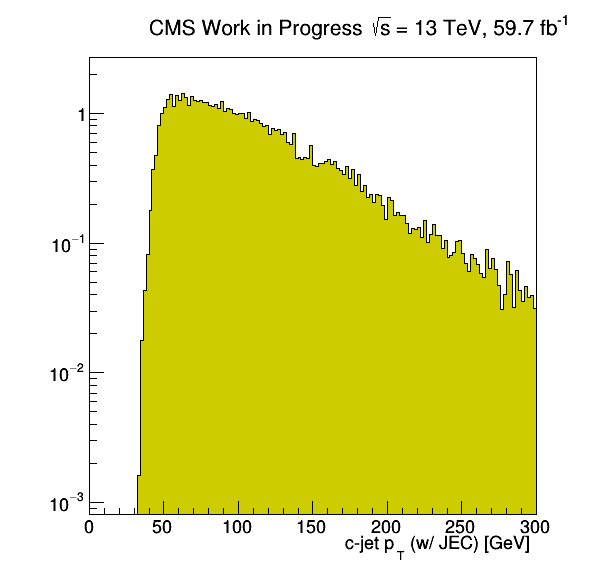 CMS Work in Progress √s = 13 TeV, 59.7 fb⁻¹
1
10⁻¹
10⁻²
10⁻³
0 50 100 150 200 250 300
c-jet p_T (w/ JEC) [GeV]